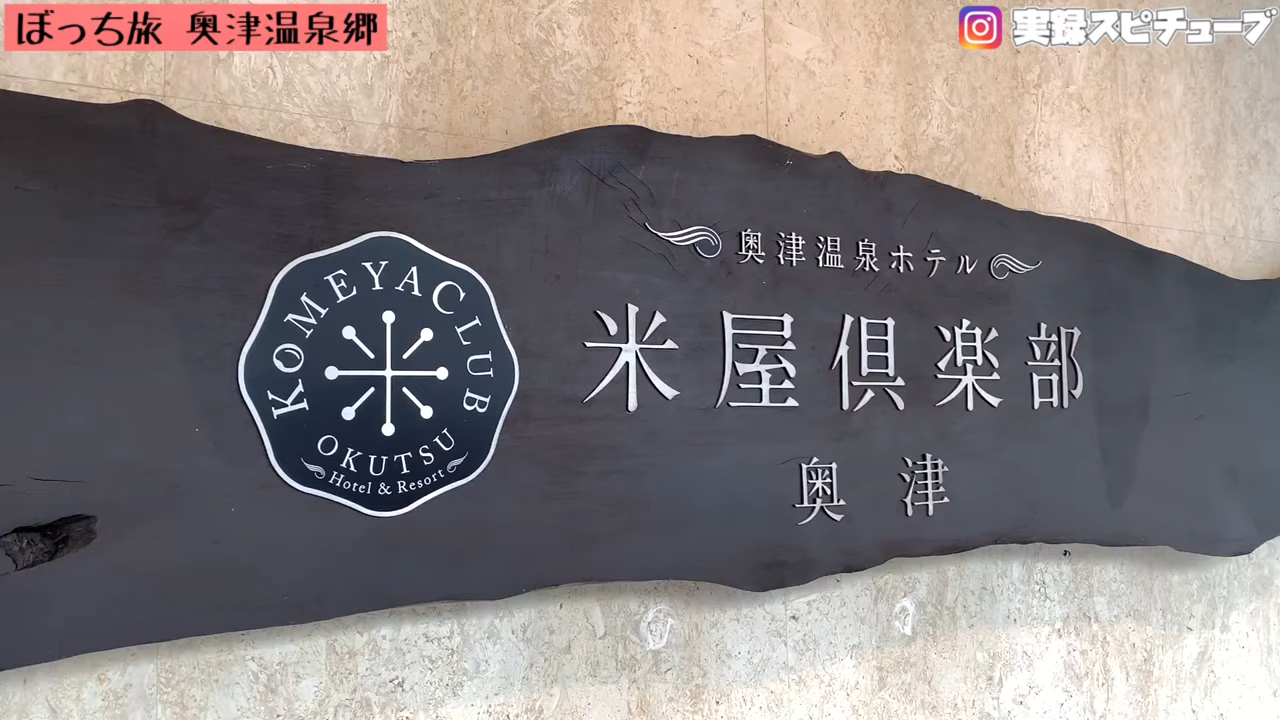 ぼっち旅 奥津温泉郷
実録スピチューブ
KOMEYACLUB
OKUTSU
Hotel & Resort
奥津温泉ホテル
米屋倶楽部
奥津